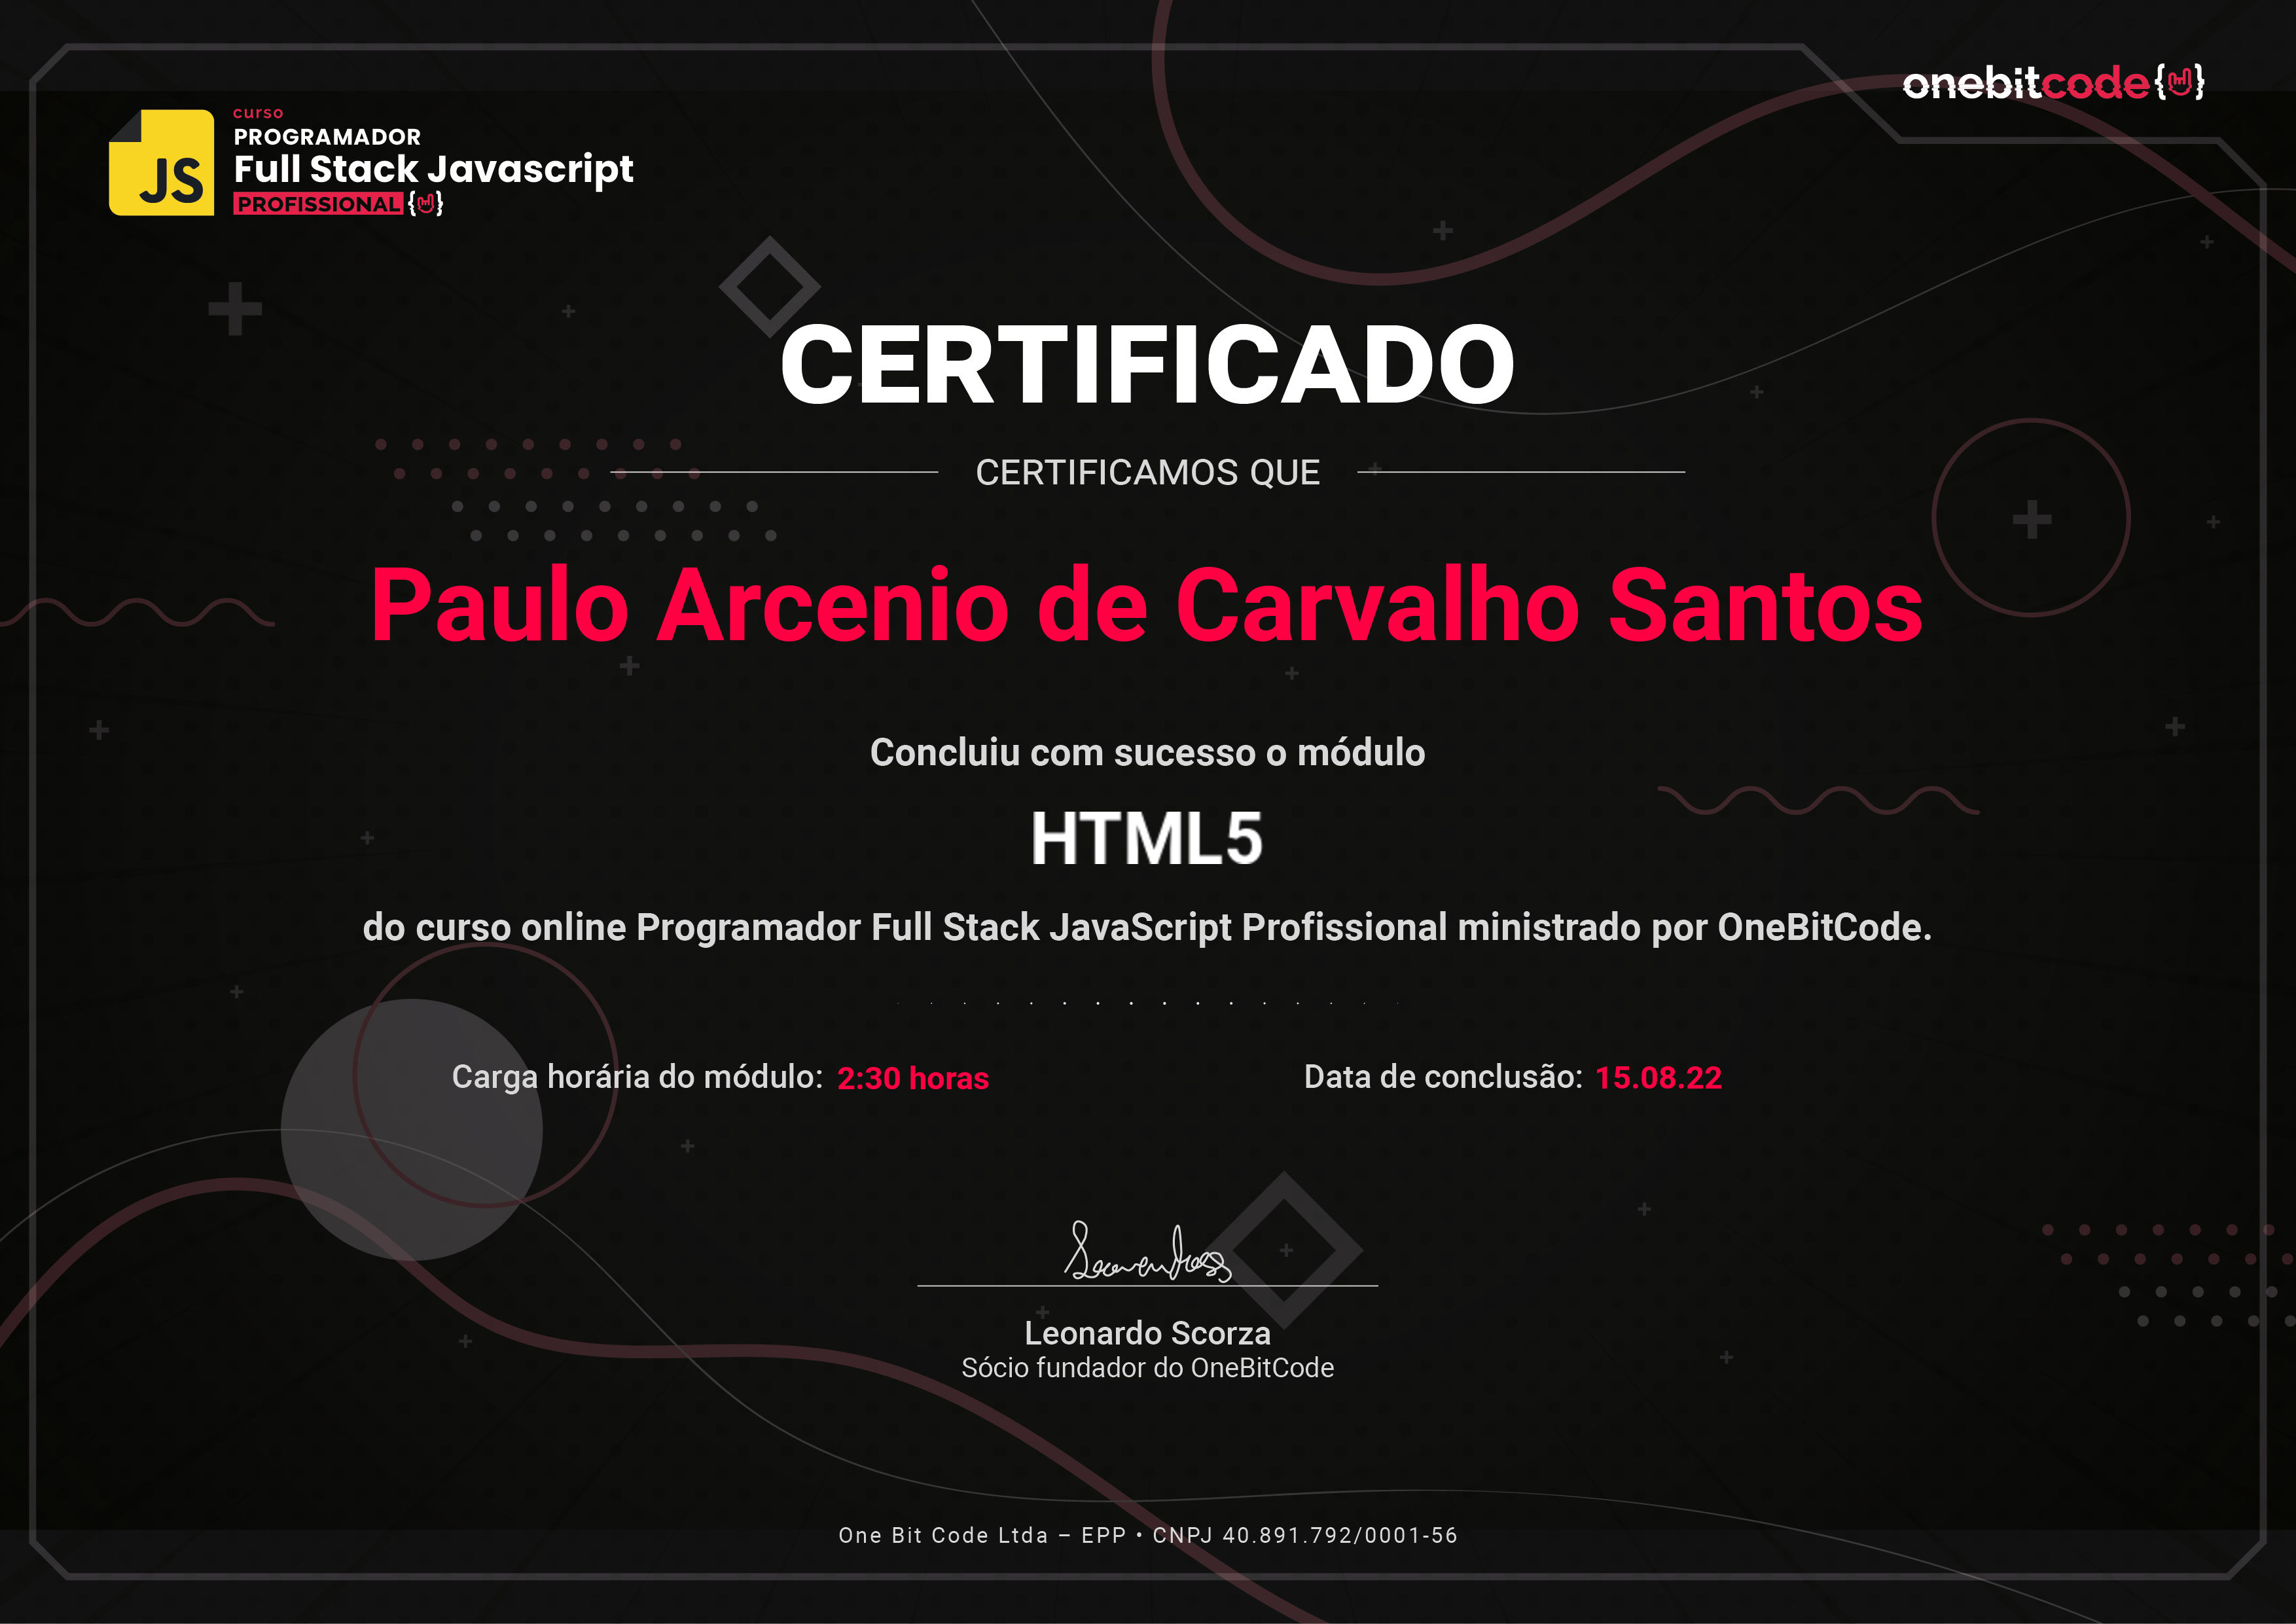 curso
PROGRAMADOR
Full Stack Javascript
PROFISSIONAL
JS
onebitcode
CERTIFICADO
CERTIFICAMOS QUE
Paulo Arcenio de Carvalho Santos
Concluiu com sucesso o módulo
HTML5
do curso online Programador Full Stack JavaScript Profissional ministrado por OneBitCode.
Carga horária do módulo: 2:30 horas
Data de conclusão: 15.08.22
Leonardo Scorza
Sócio fundador do OneBitCode
One Bit Code Ltda – EPP • CNPJ 40.891.792/0001-56